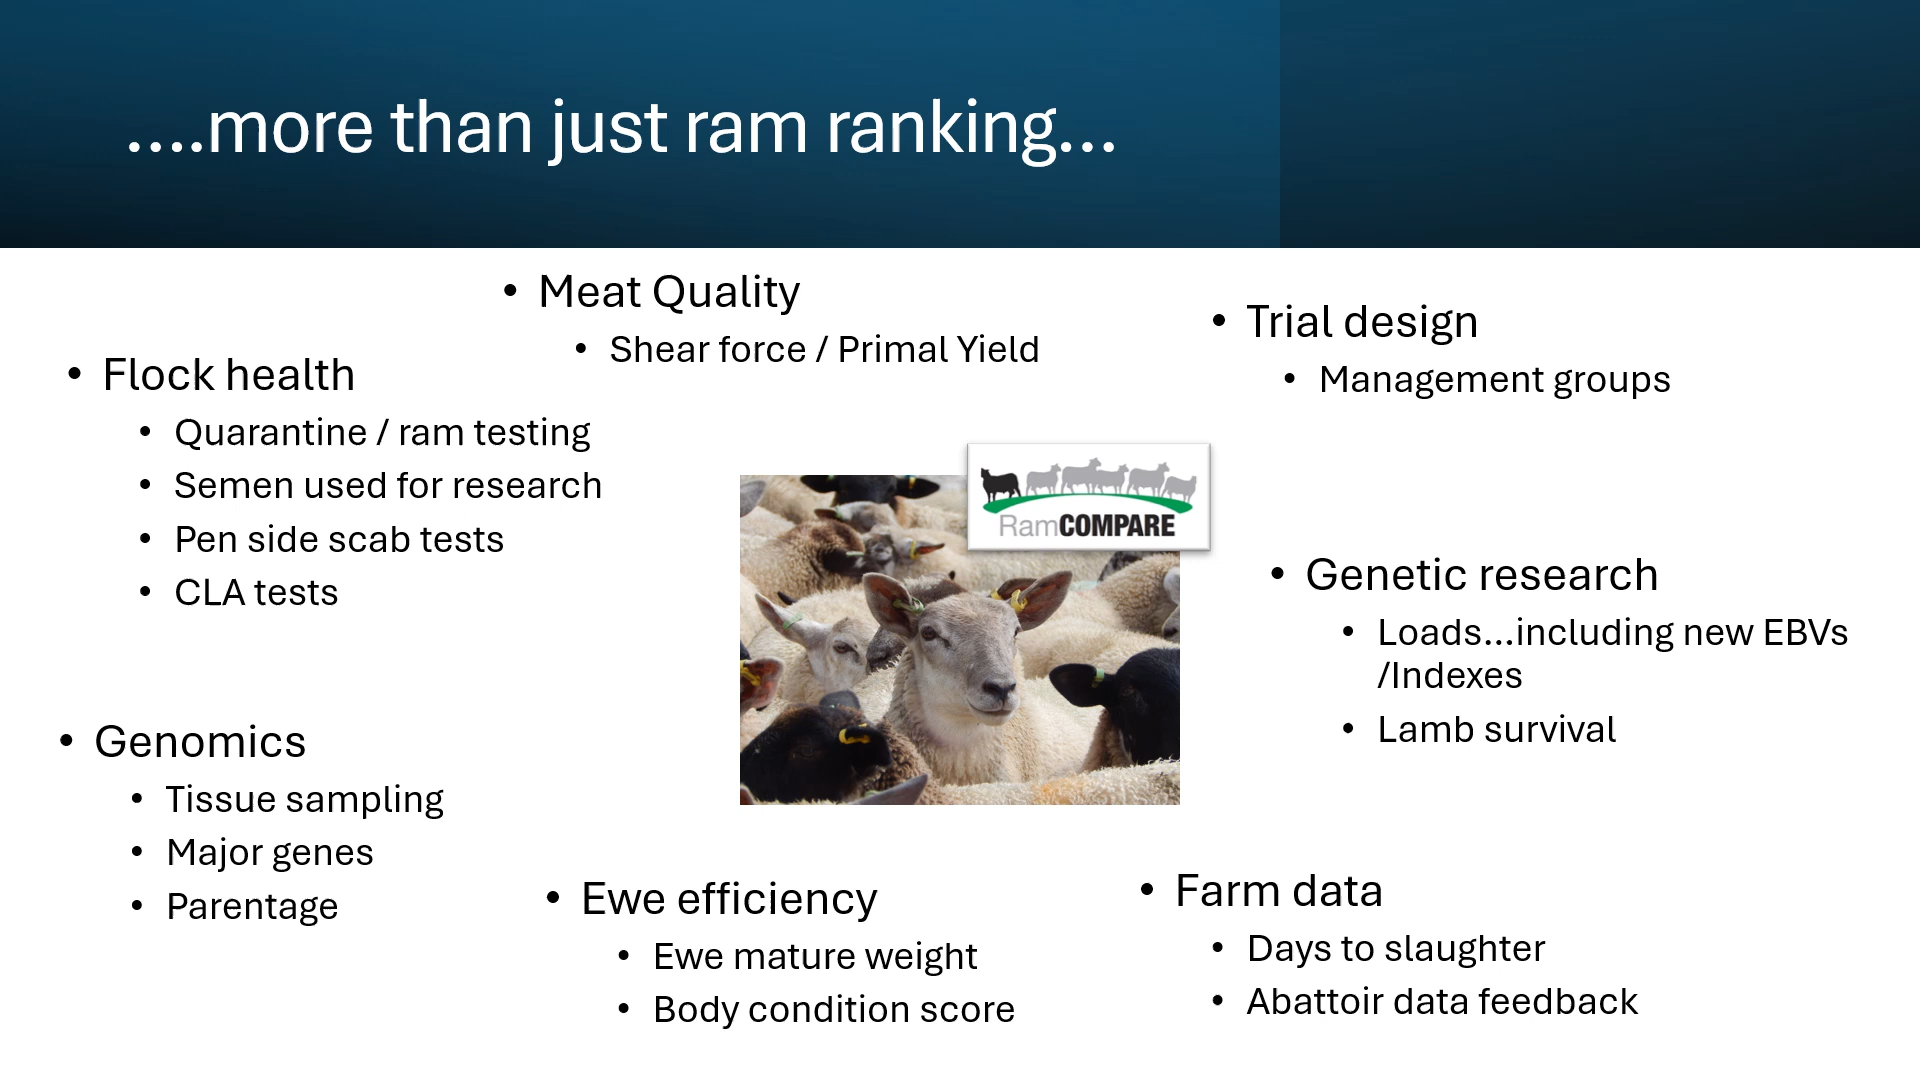 ....more than just ram ranking...
• Meat Quality
• Shear force / Primal Yield
• Trial design
• Management groups
• Flock health
• Quarantine / ram testing
• Semen used for research
• Pen side scab tests
• CLA tests
RamCOMPARE
• Genetic research
• Loads...including new EBVs
/Indexes
• Lamb survival
• Genomics
• Tissue sampling
• Major genes
• Parentage
• Ewe efficiency
• Ewe mature weight
• Body condition score
• Farm data
• Days to slaughter
• Abattoir data feedback